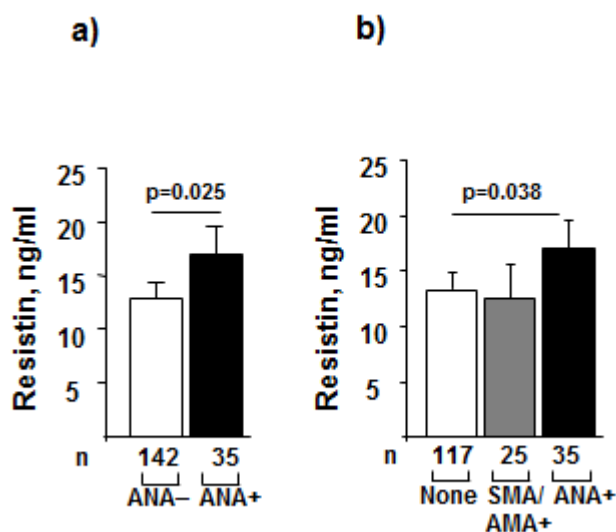 a)
Resistin, ng/ml
25
20
15
10
5
p=0.025
n 142 35
ANA– ANA+
b)
Resistin, ng/ml
25
20
15
10
5
p=0.038
n 117 25 35
None SMA/ ANA+
AMA+